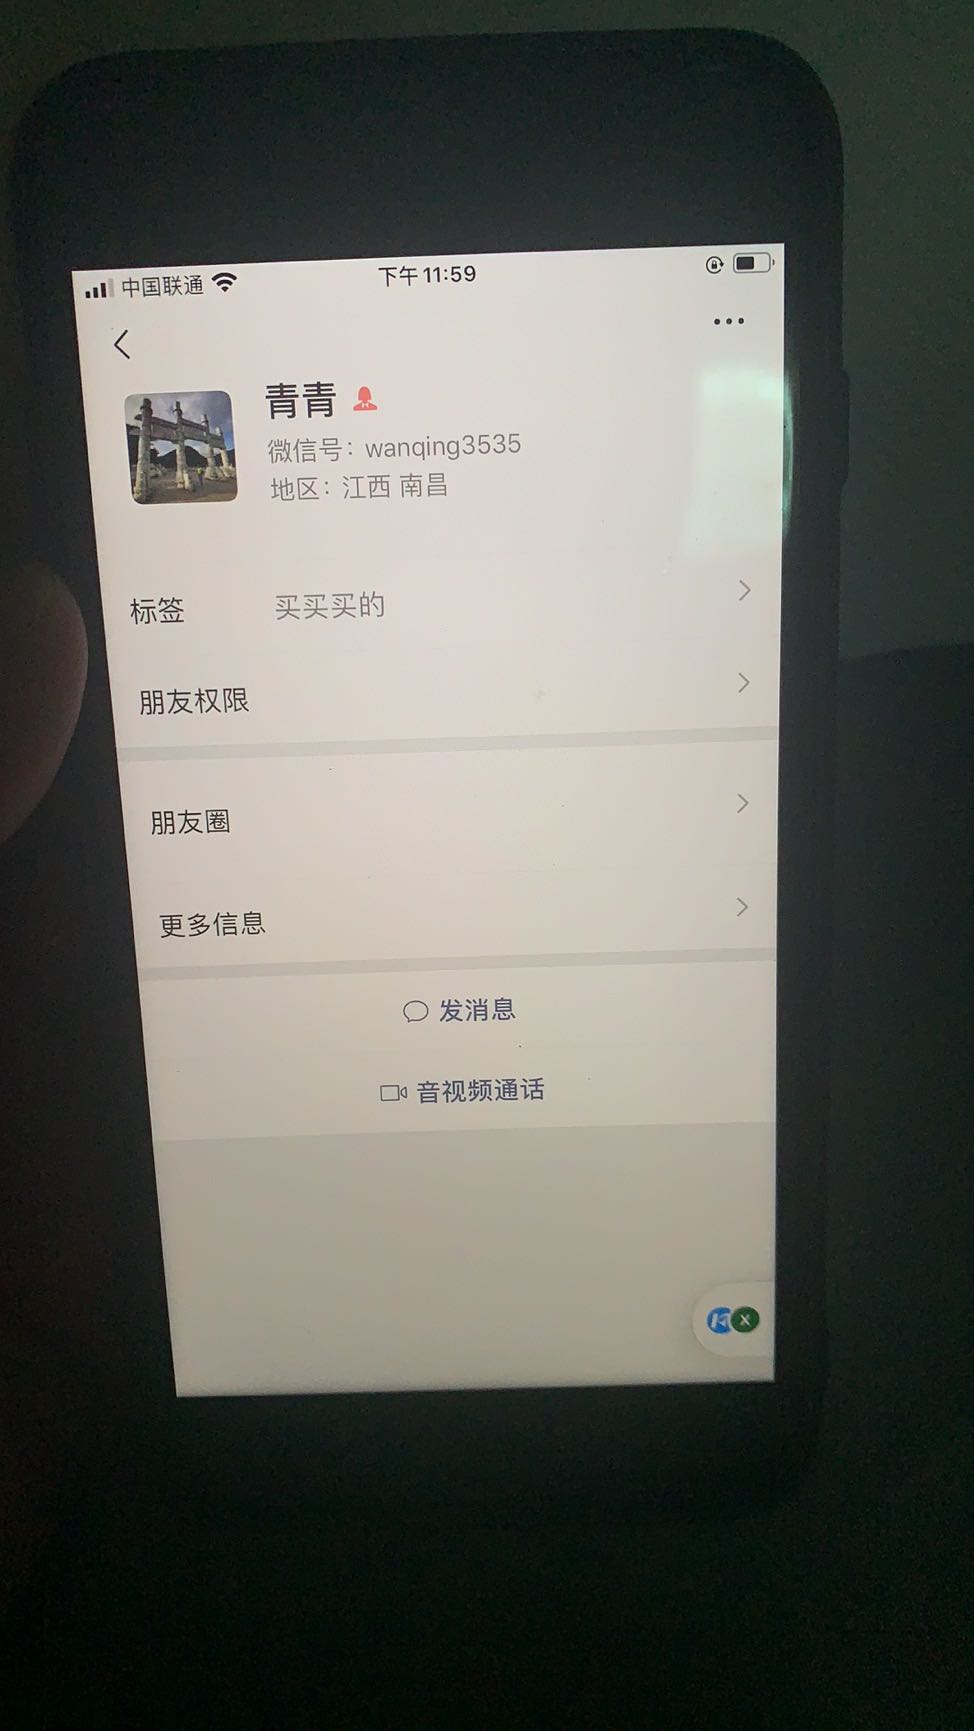 中国联通
下午 11:59
青青
微信号：wanqing3535
地区：江西 南昌
标签 买买买的
朋友权限
朋友圈
更多信息
发消息
音视频通话